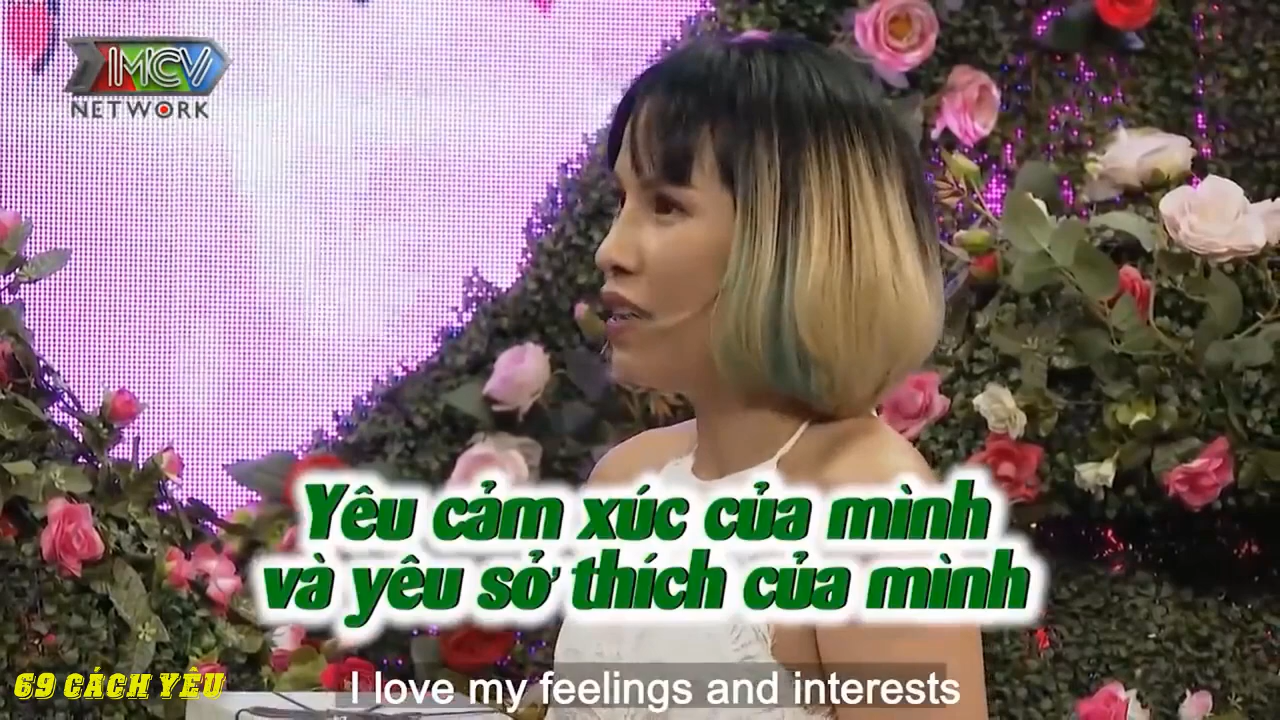 MCV
NETWORK
Yêu cảm xúc của mình
và yêu sở thích của mình
69 CÁCH YÊU
I love my feelings and interests